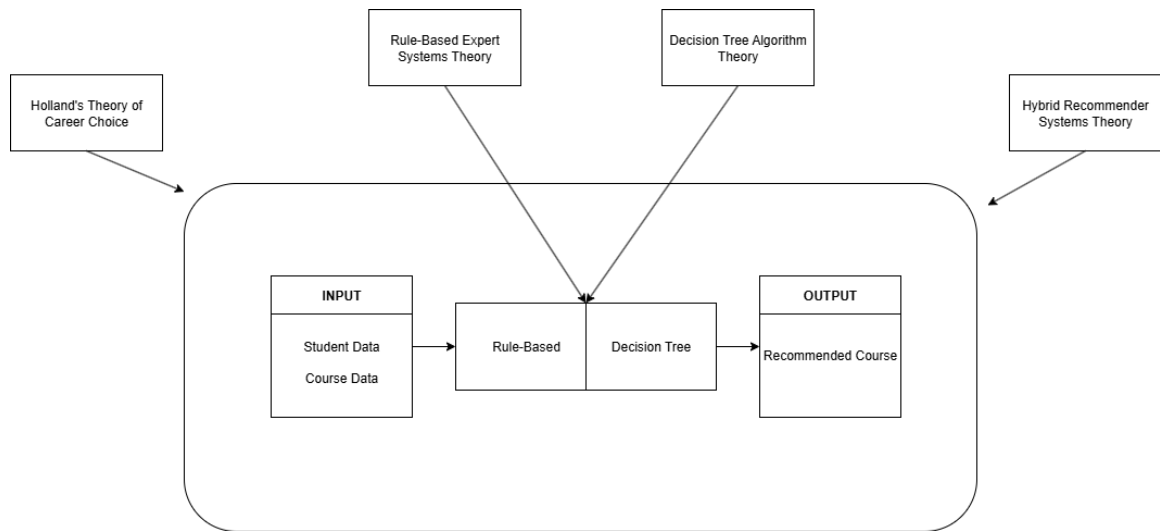 Rule-Based Expert
Systems Theory
Decision Tree Algorithm
Theory
Holland's Theory of
Career Choice
Hybrid Recommender
Systems Theory
INPUT
Student Data
Course Data
Rule-Based
Decision Tree
OUTPUT
Recommended Course